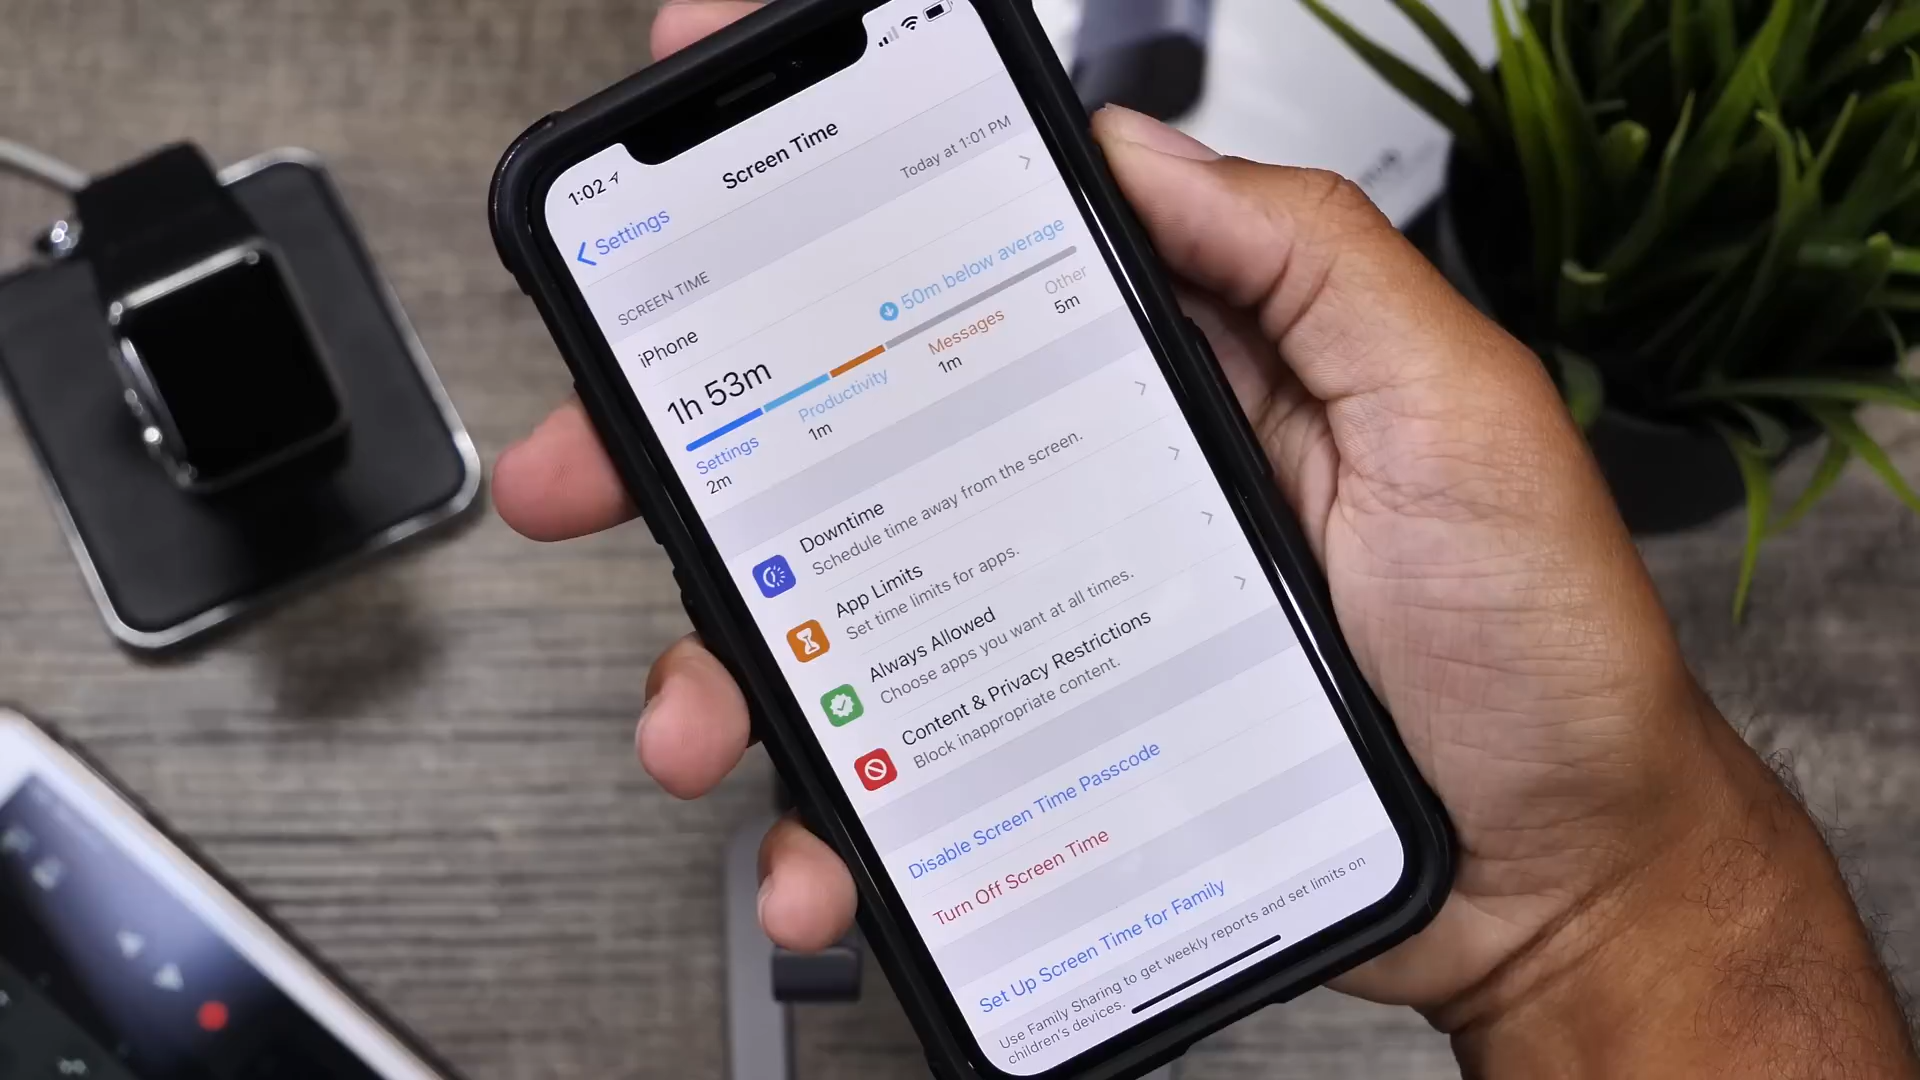 1:02
Settings
Screen Time
SCREEN TIME
Today at 1:01 PM
iPhone
1h 53m
50m below average
Settings
2m
Productivity
1m
Messages
1m
Other
5m
Downtime
Schedule time away from the screen.
App Limits
Set time limits for apps.
Always Allowed
Choose apps you want at all times.
Content & Privacy Restrictions
Block inappropriate content.
Disable Screen Time Passcode
Turn Off Screen Time
Set Up Screen Time for Family
Use Family Sharing to get weekly reports and set limits on
children's devices.